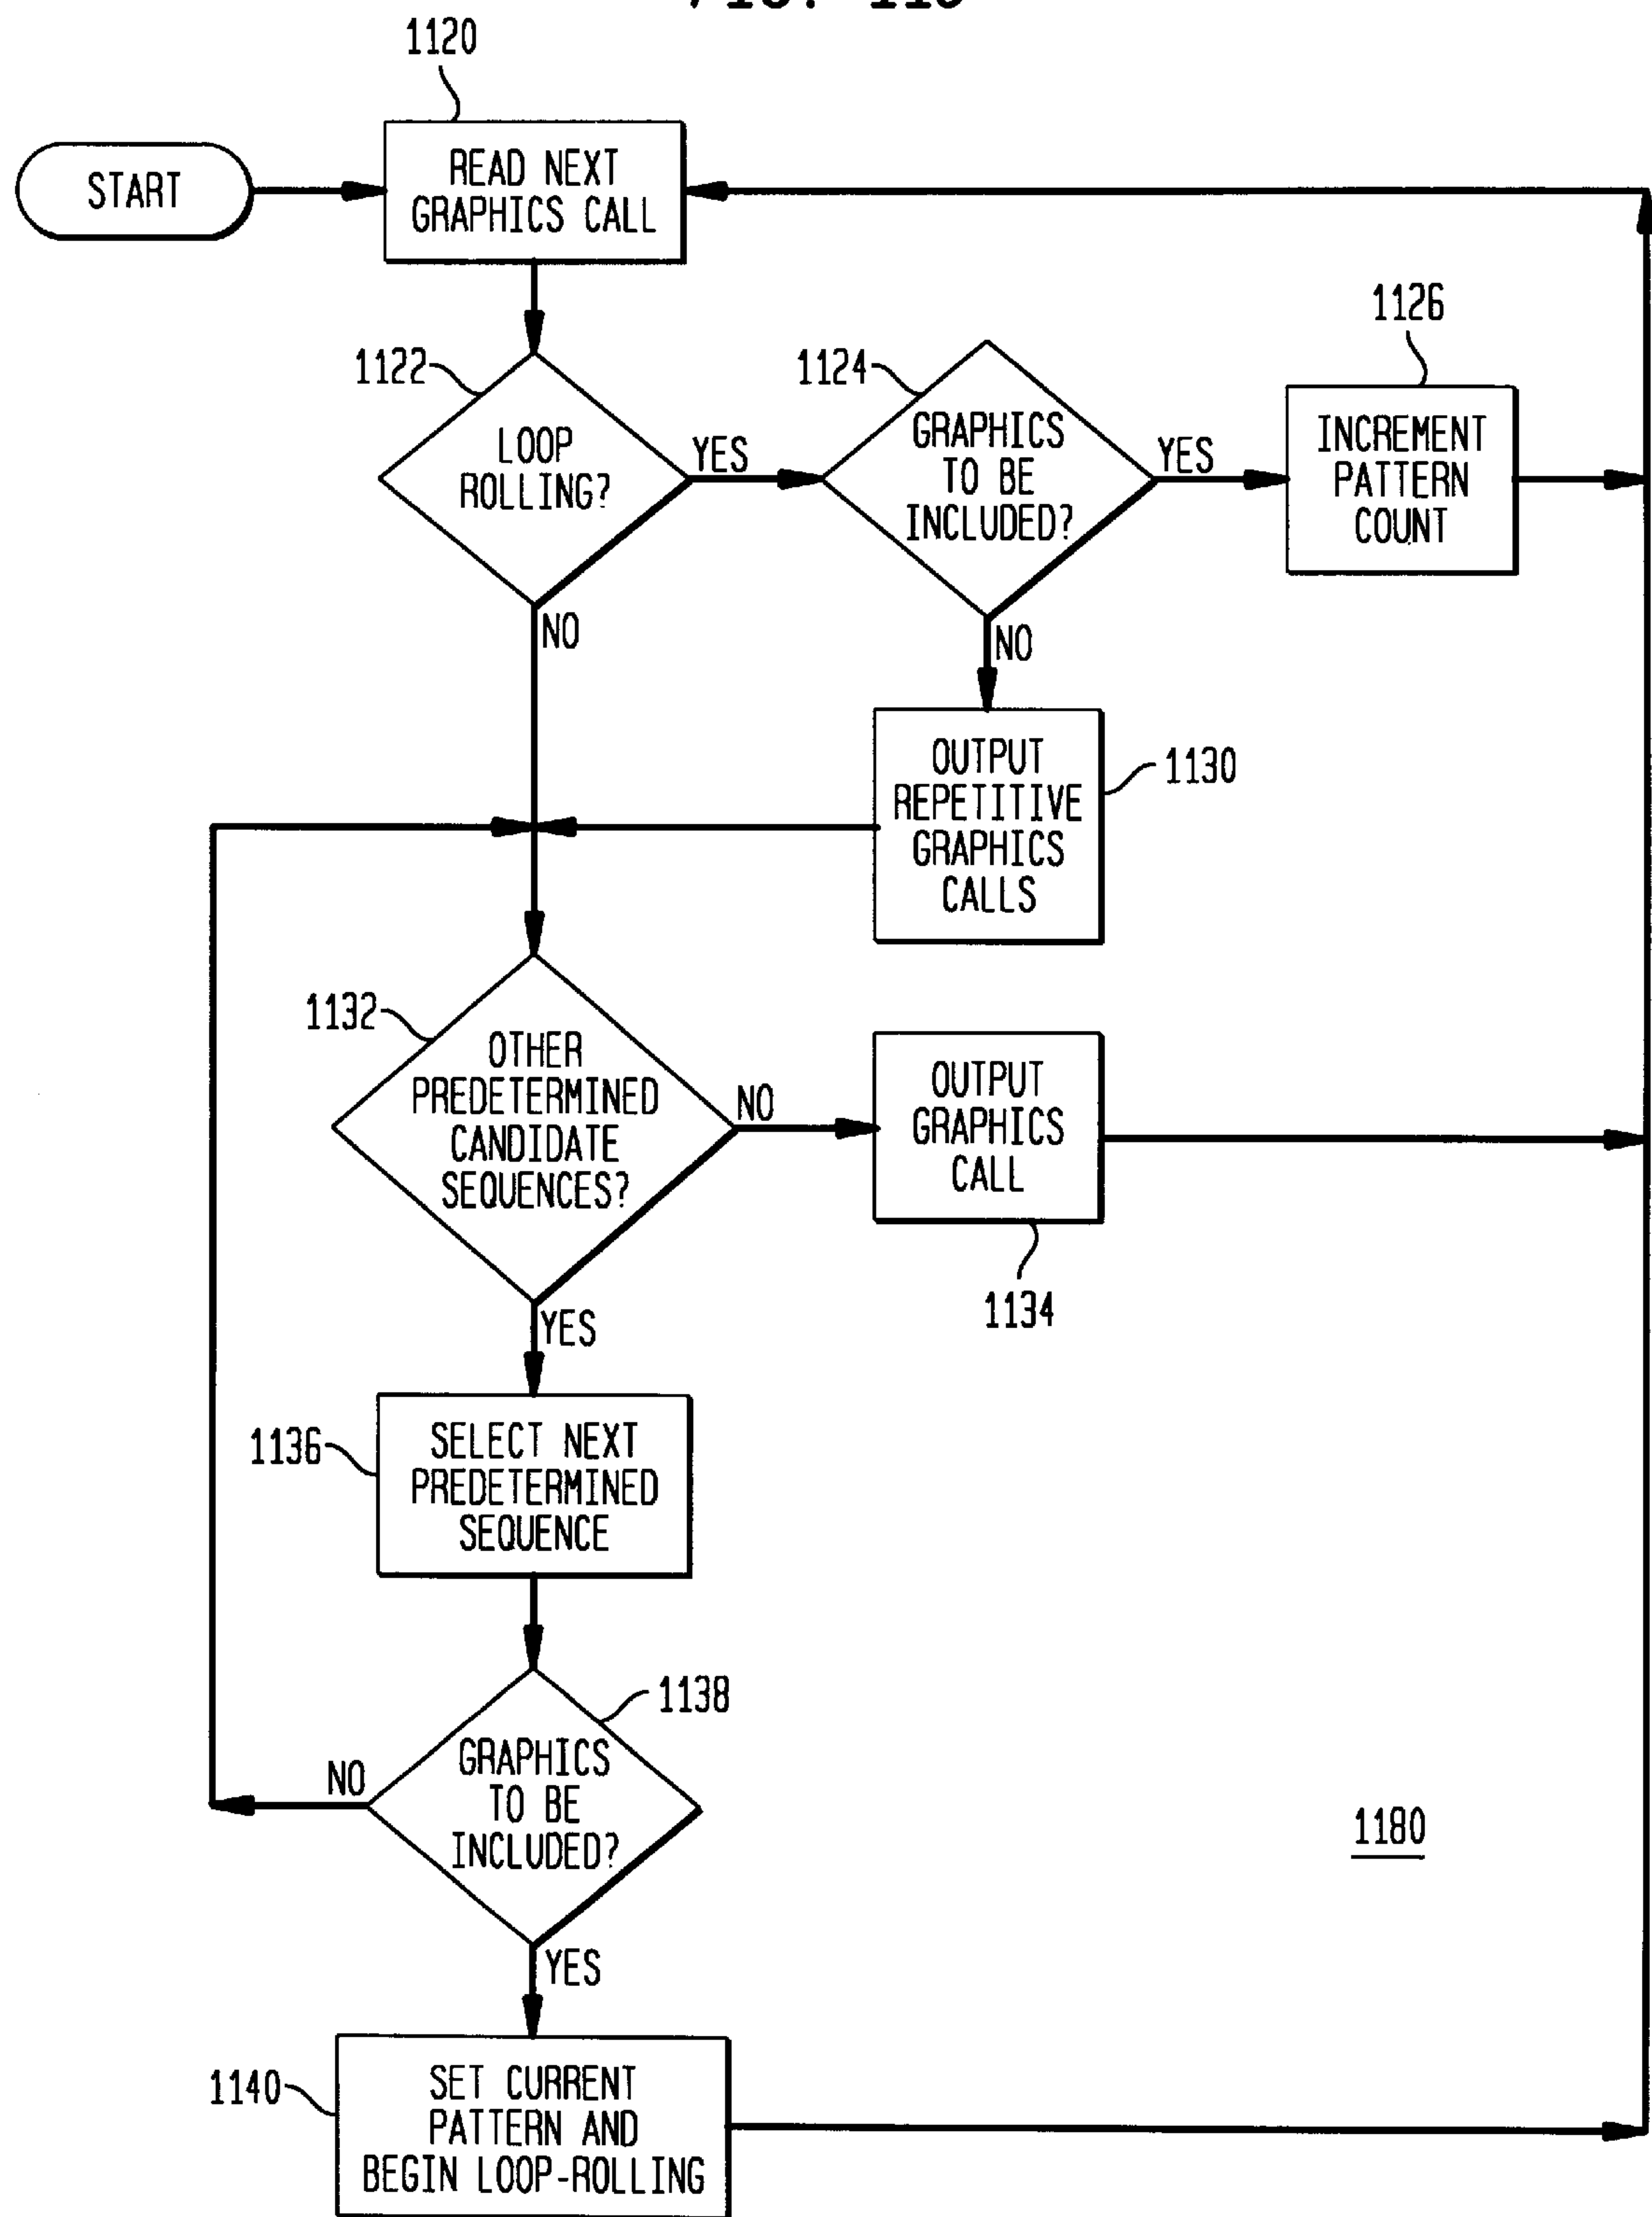 1120
START
READ NEXT
GRAPHICS CALL
1126
1122
1124
LOOP
ROLLING?
YES
GRAPHICS
TO BE
INCLUDED?
YES
INCREMENT
PATTERN
COUNT
NO
NO
OUTPUT
REPETITIVE
GRAPHICS
CALLS
1130
1132
OTHER
PREDETERMINED
CANDIDATE
SEQUENCES?
NO
OUTPUT
GRAPHICS
CALL
1134
YES
1136
SELECT NEXT
PREDETERMINED
SEQUENCE
1138
GRAPHICS
TO BE
INCLUDED?
NO
1180
YES
1140
SET CURRENT
PATTERN AND
BEGIN LOOP-ROLLING